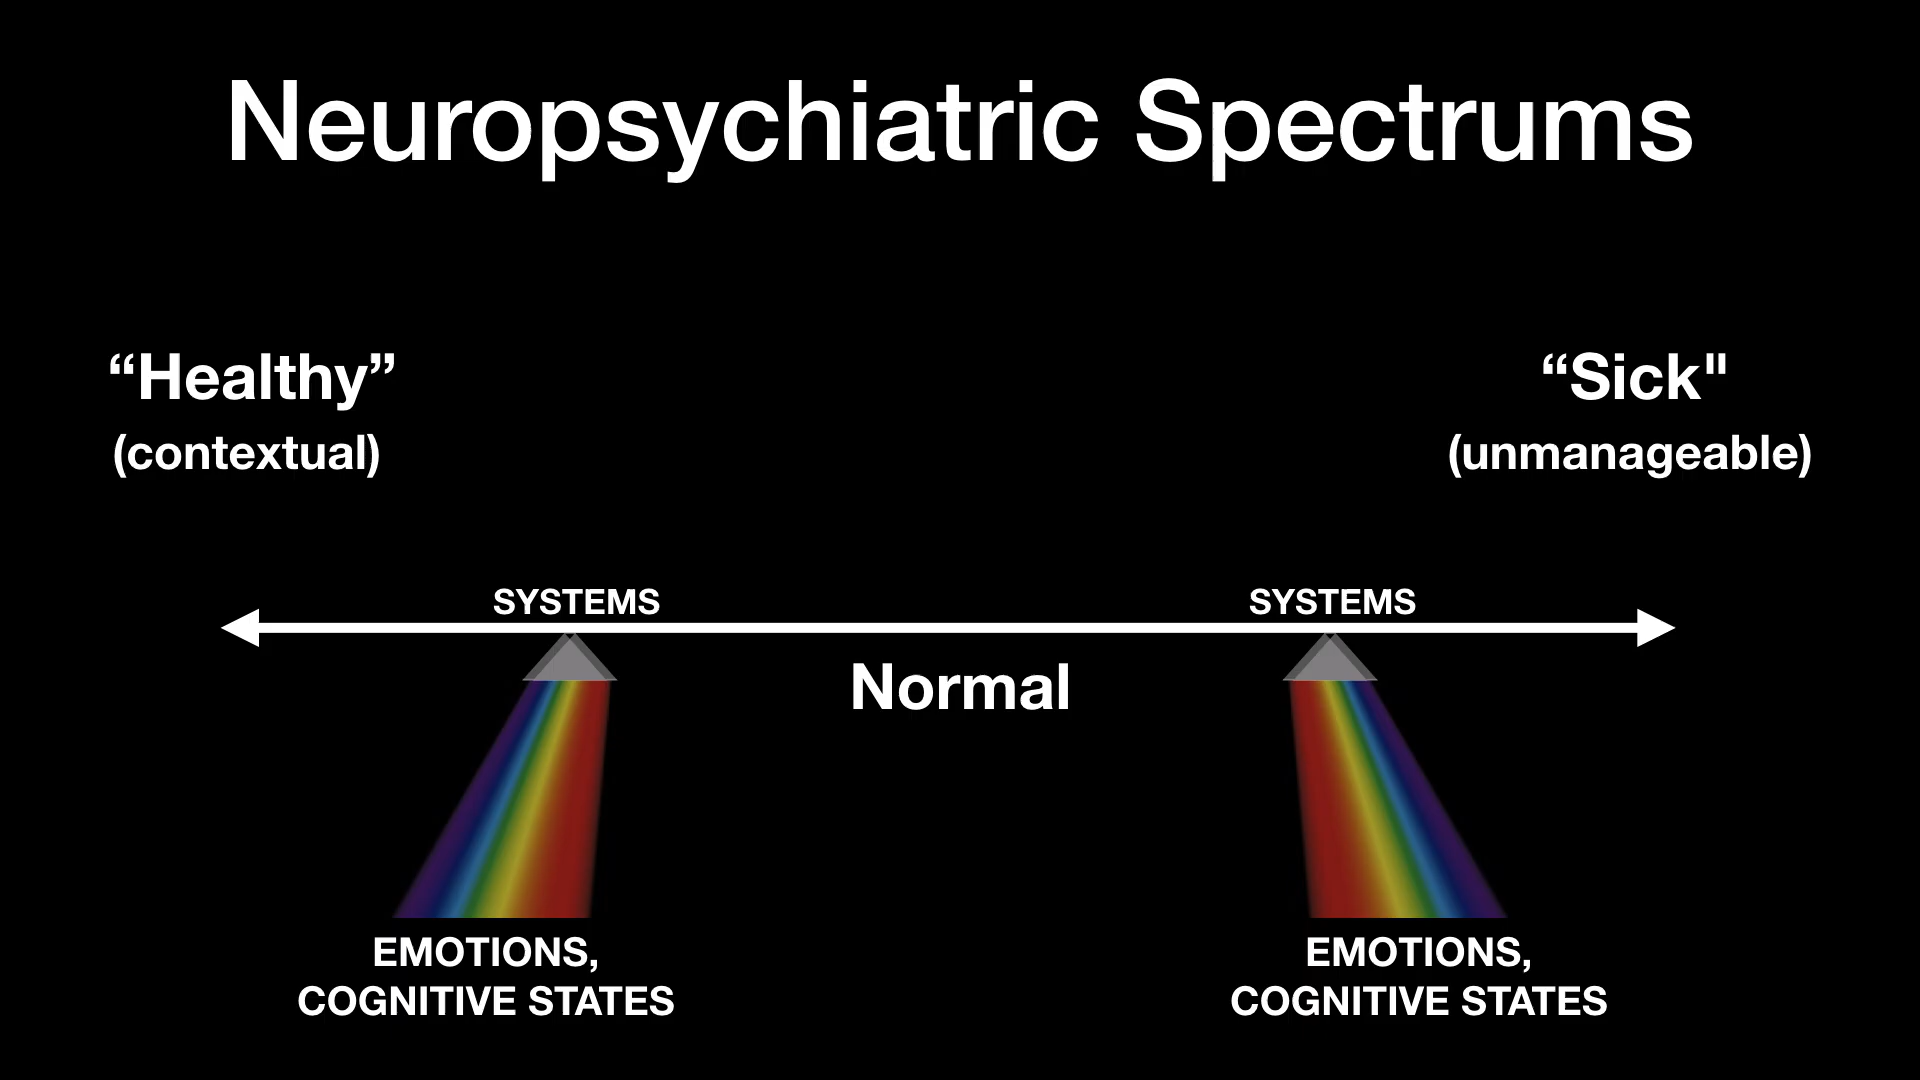 Neuropsychiatric Spectrums
“Healthy”
(contextual)
“Sick"
(unmanageable)
SYSTEMS
SYSTEMS
Normal
EMOTIONS,
COGNITIVE STATES
EMOTIONS,
COGNITIVE STATES